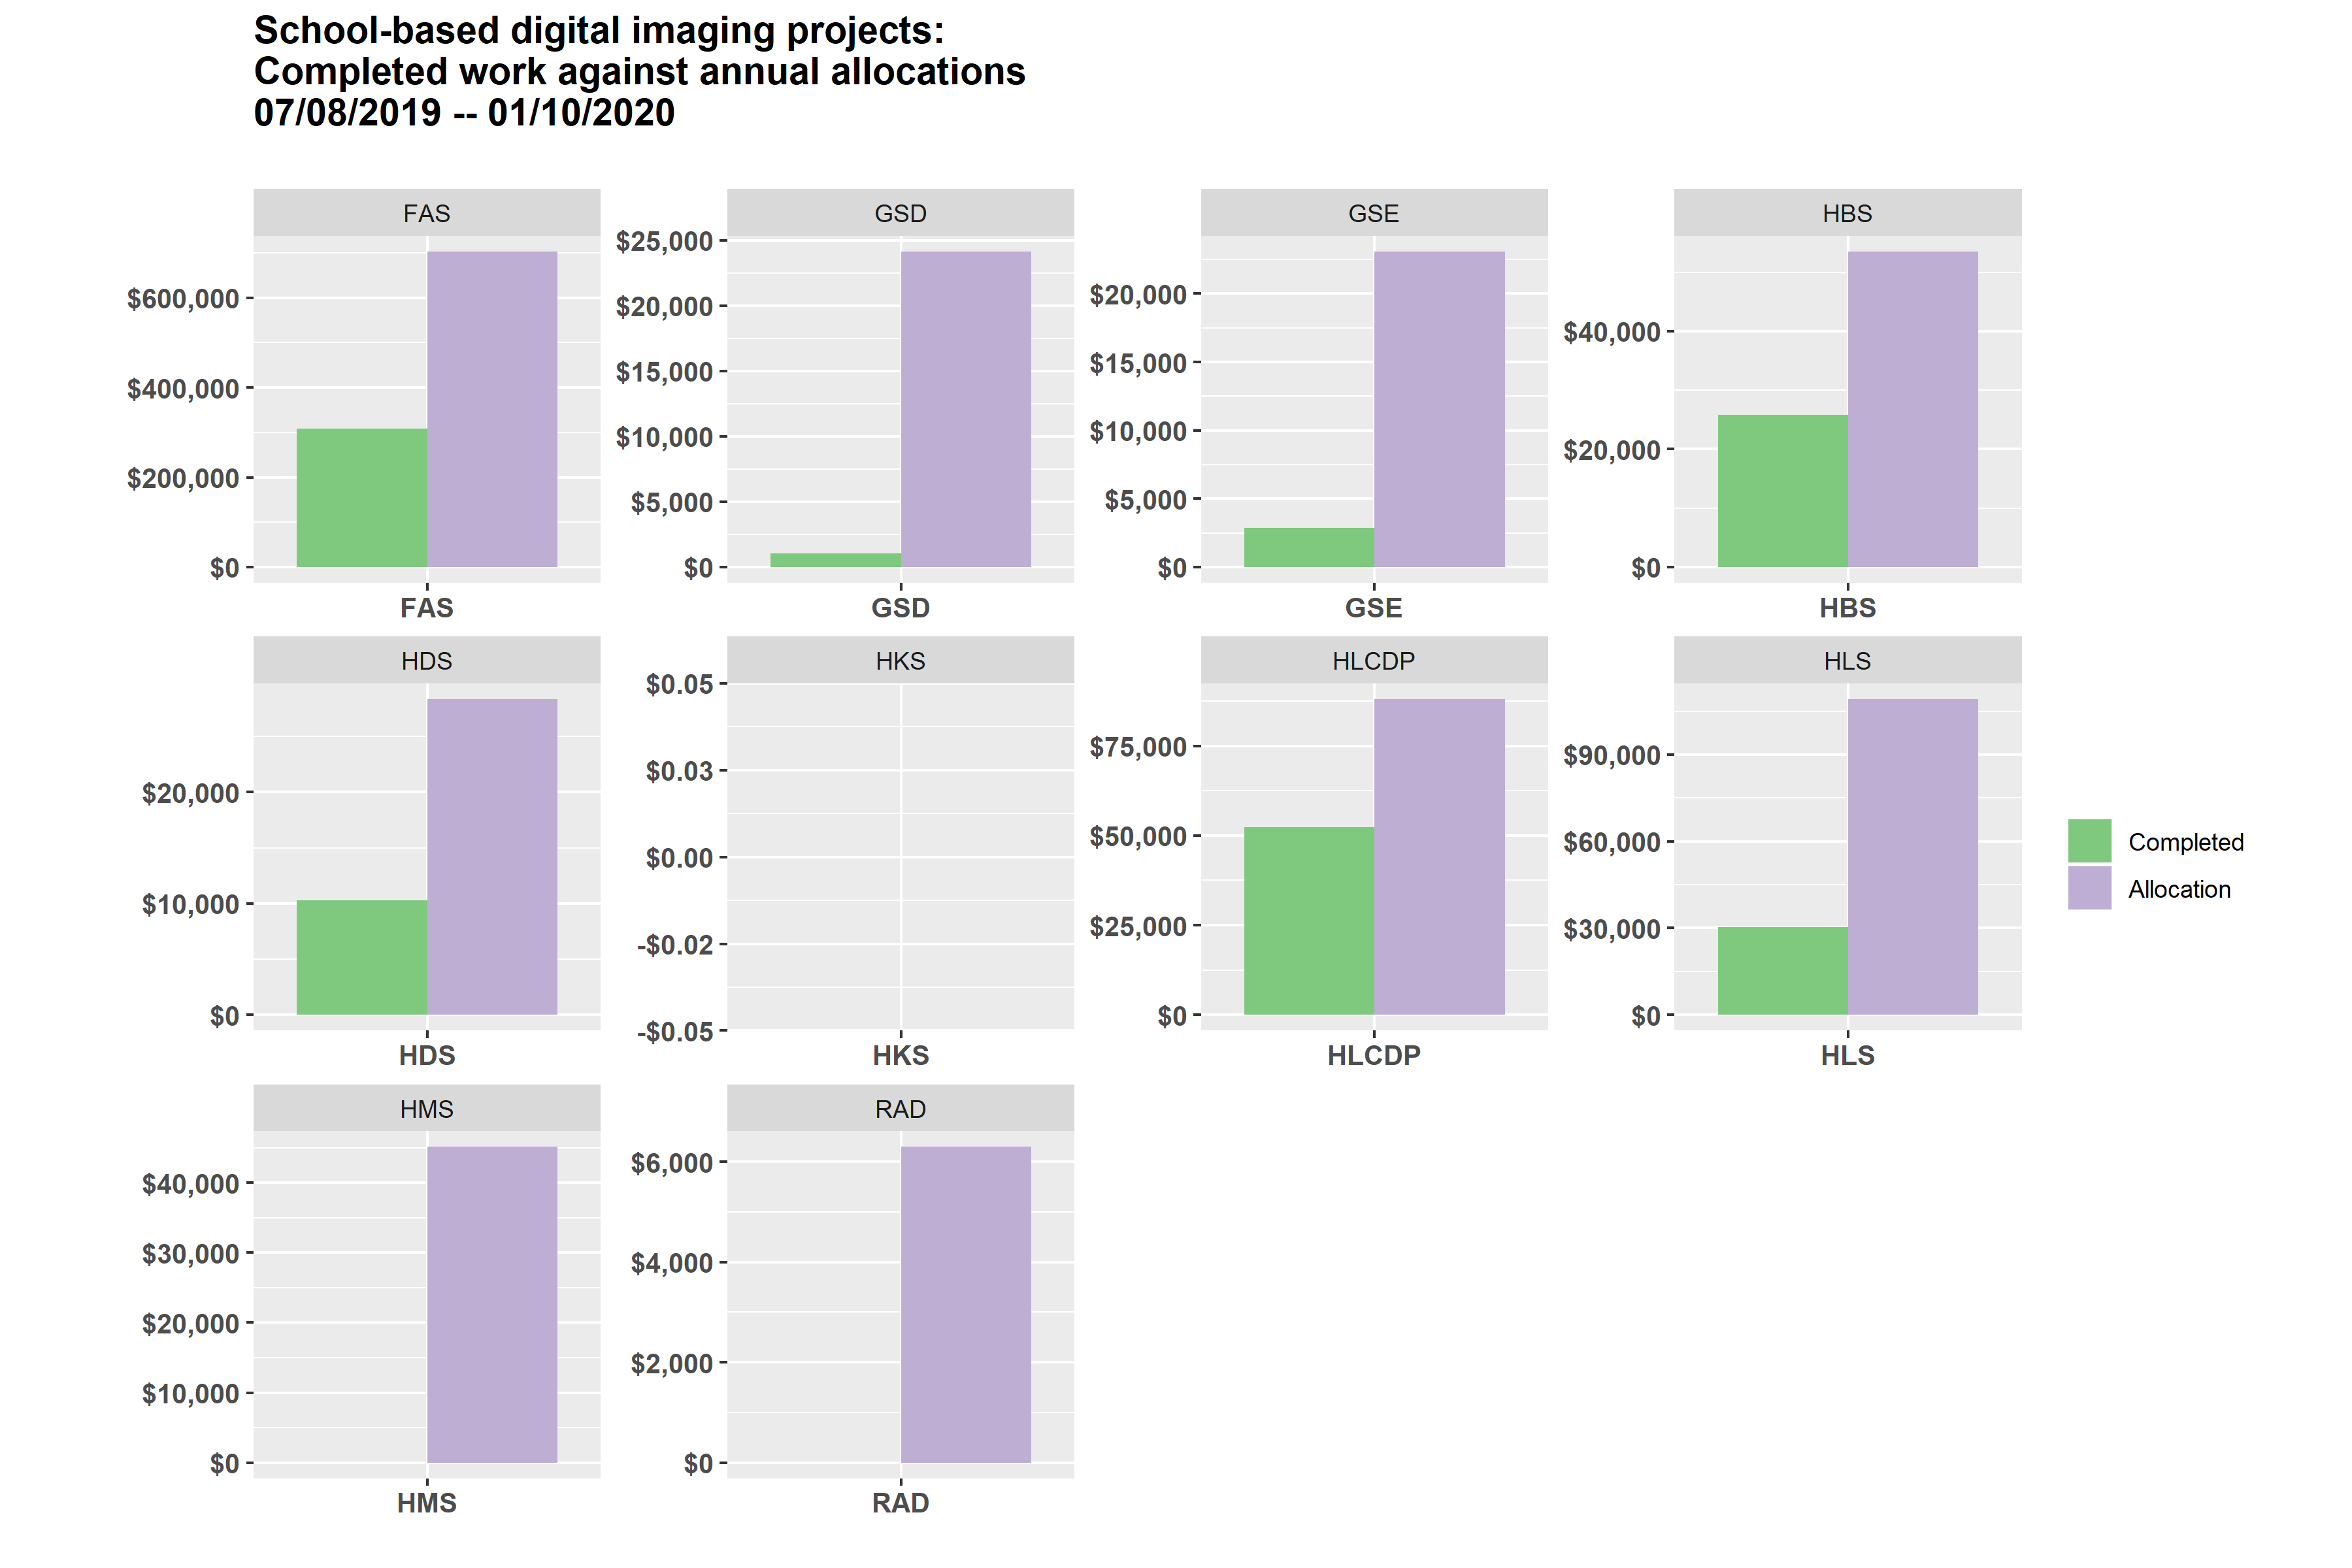 School-based digital imaging projects:
Completed work against annual allocations
07/08/2019 -- 01/10/2020
FAS
$600,000
$400,000
$200,000
$0
FAS
GSD
$25,000
$20,000
$15,000
$10,000
$5,000
$0
GSD
GSE
$20,000
$15,000
$10,000
$5,000
$0
GSE
HBS
$40,000
$20,000
$0
HBS
HDS
$20,000
$10,000
$0
HDS
HKS
$0.05
$0.03
$0.00
-$0.02
-$0.05
HKS
HLCDP
$75,000
$50,000
$25,000
$0
HLCDP
HLS
$90,000
$60,000
$30,000
$0
HLS
Completed
Allocation
HMS
$40,000
$30,000
$20,000
$10,000
$0
HMS
RAD
$6,000
$4,000
$2,000
$0
RAD